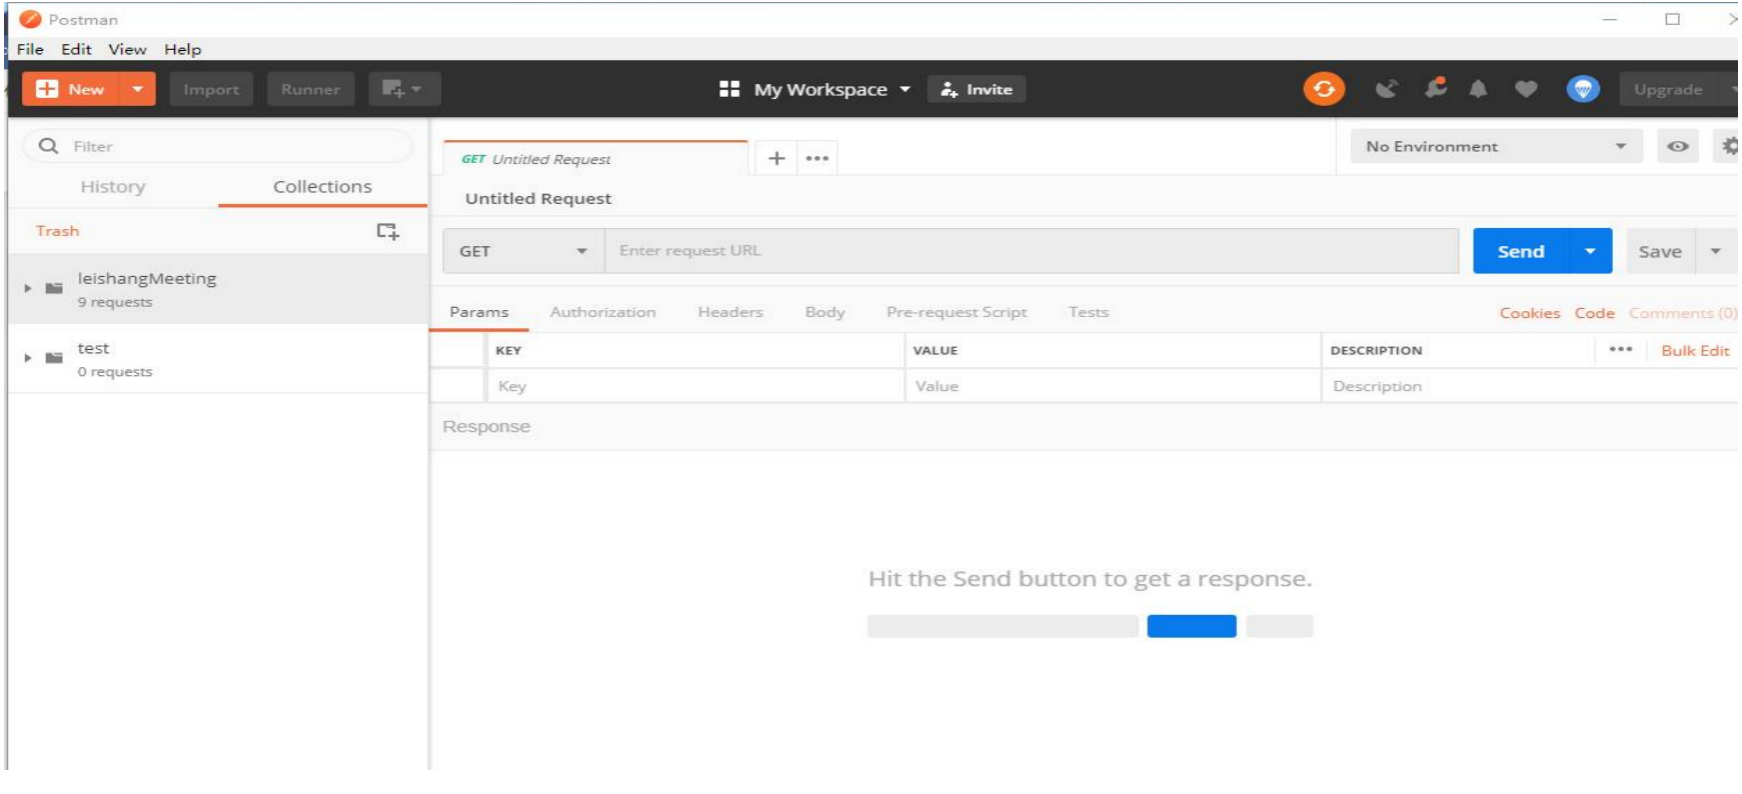 Postman
File Edit View Help
New Import Runner My Workspace Invite Upgrade
Filter
History Collections
Trash
leishangMeeting
9 requests
test
0 requests
GET Untitled Request
No Environment
Untitled Request
GET Enter request URL Send Save
Params Authorization Headers Body Pre-request Script Tests Cookies Code Comments (0)
KEY VALUE DESCRIPTION Bulk Edit
Key Value Description
Response
Hit the Send button to get a response.